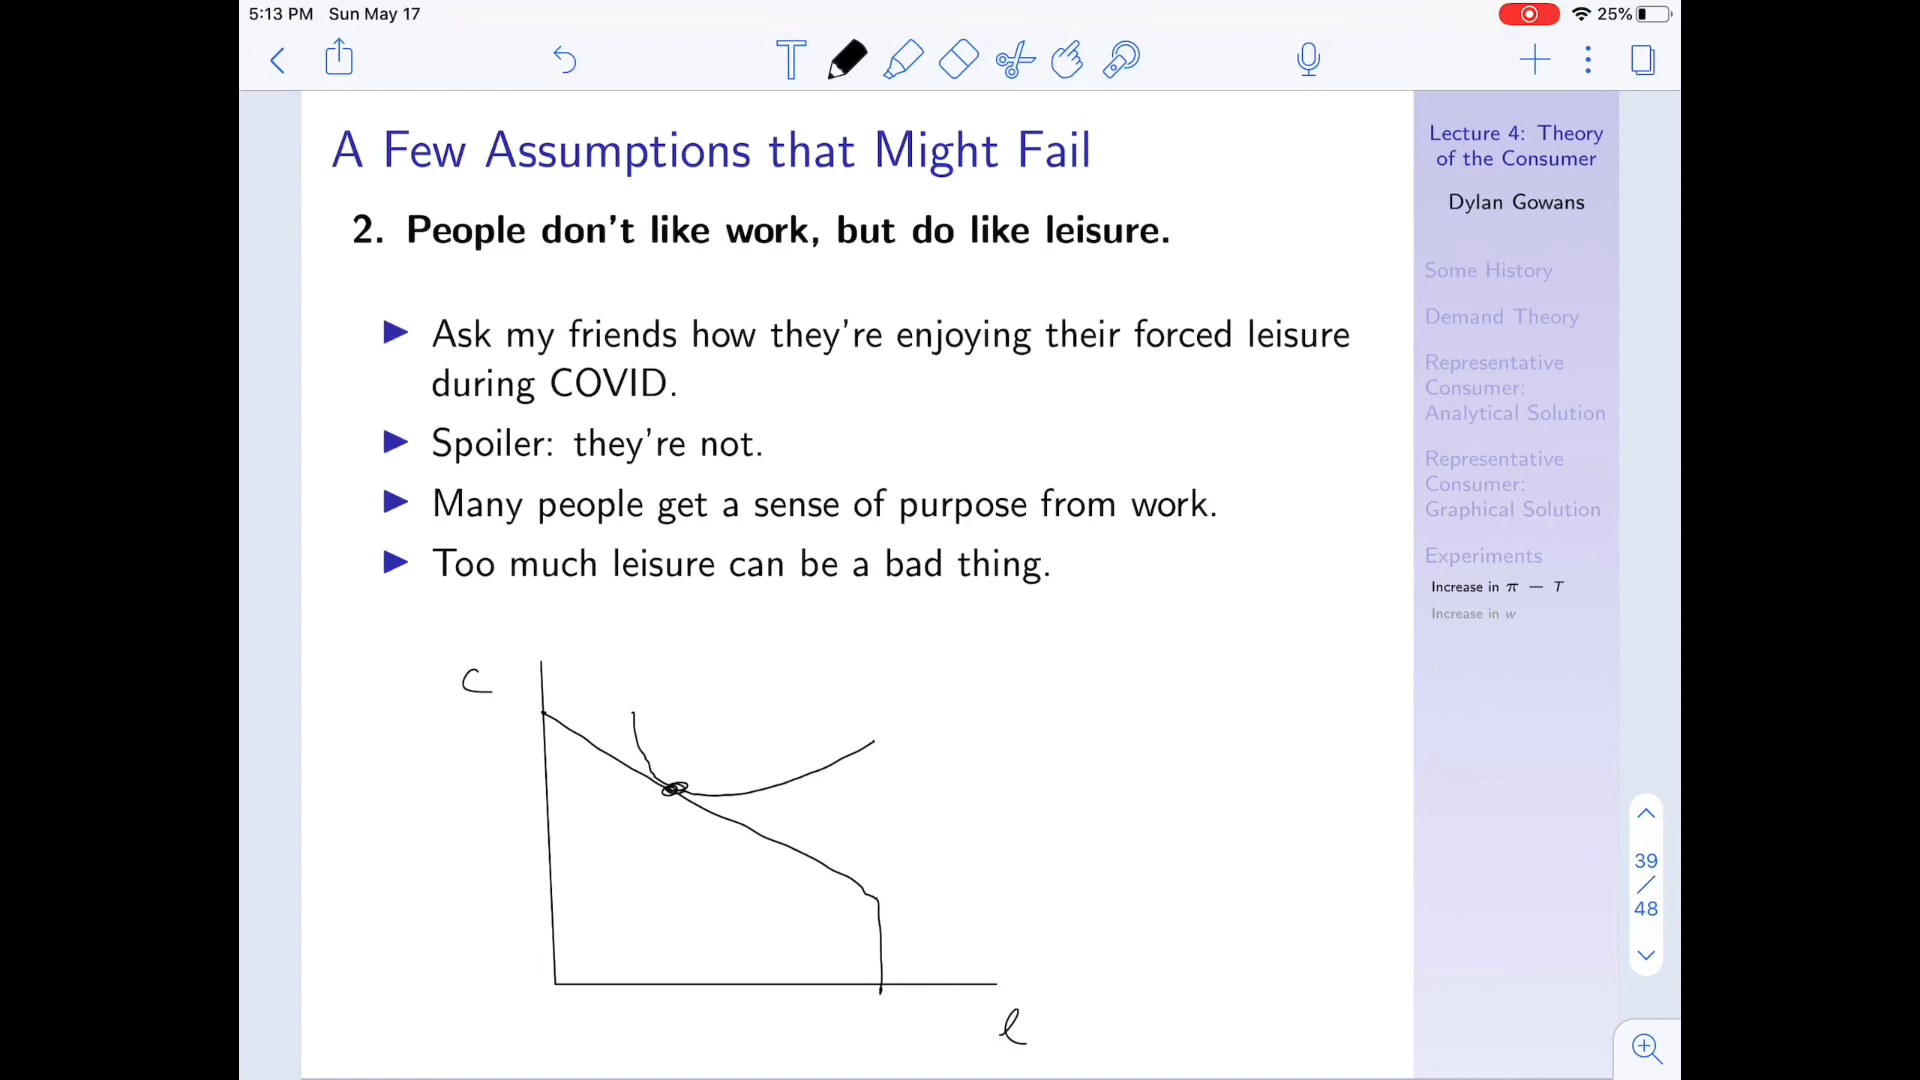 5:13 PM Sun May 17
25%
A Few Assumptions that Might Fail
2. People don't like work, but do like leisure.
▶ Ask my friends how they're enjoying their forced leisure
during COVID.
▶ Spoiler: they're not.
▶ Many people get a sense of purpose from work.
▶ Too much leisure can be a bad thing.
C
l
Lecture 4: Theory
of the Consumer
Dylan Gowans
Some History
Demand Theory
Representative
Consumer:
Analytical Solution
Representative
Consumer:
Graphical Solution
Experiments
Increase in π − T
Increase in w
39
/
48